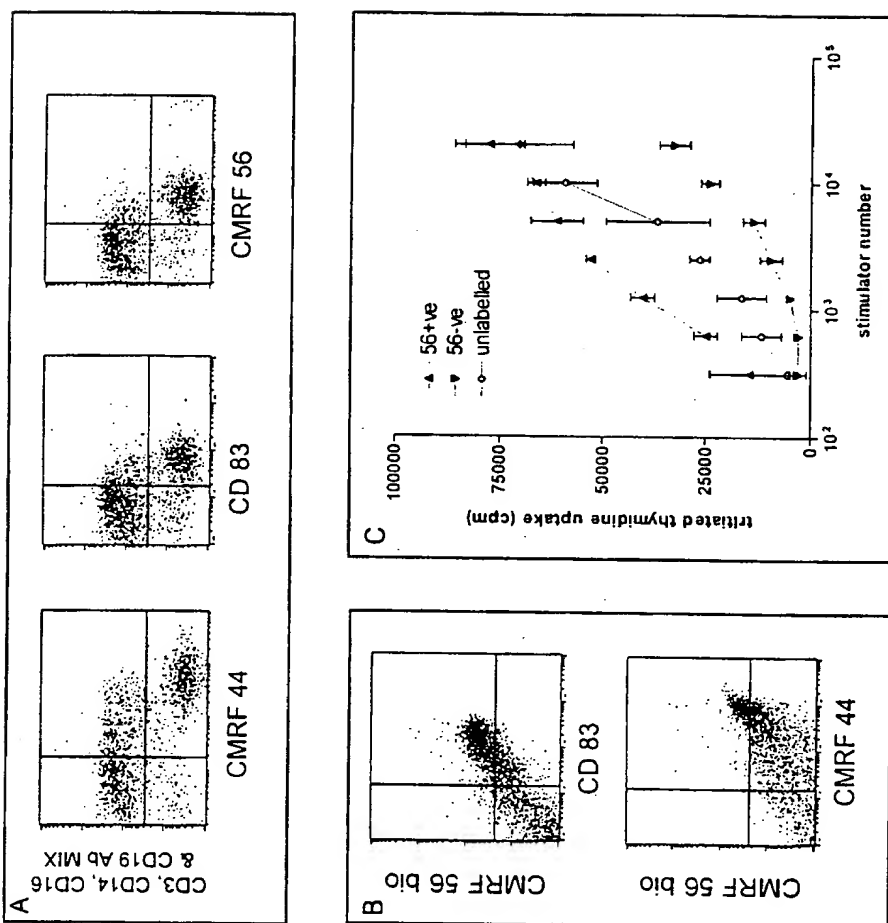 A
CD3, CD14, CD16
& CD19 Ab MIX
CMRF 44
CD 83
CMRF 56
B
CMRF 56 bio
CD 83
CMRF 56 bio
CMRF 44
C
tritiated thymidine uptake (cpm)
100000
75000
50000
25000
0
56+ve
56-ve
unlabelled
10²
10³
10⁴
10⁵
stimulator number